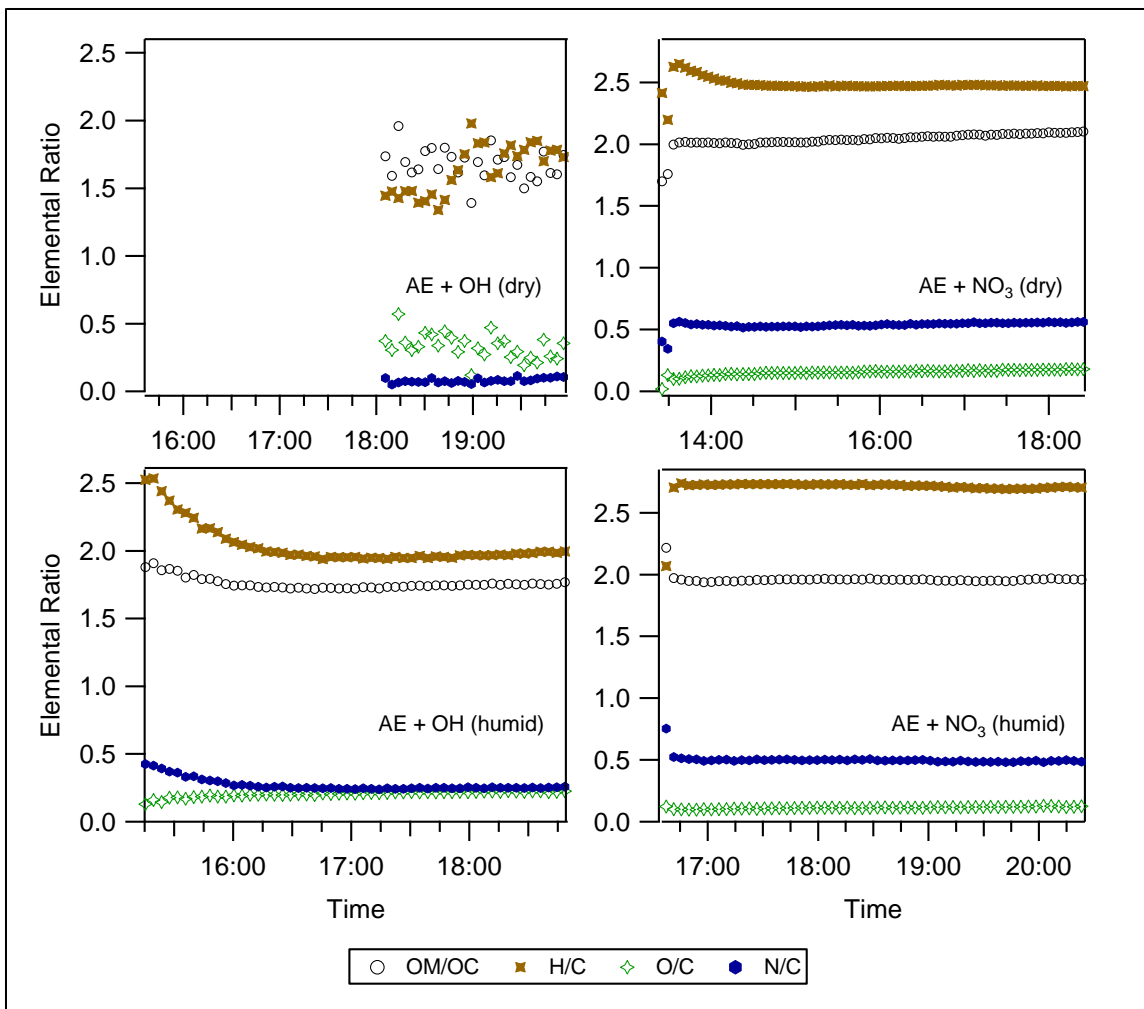 2.5
2.0
1.5
1.0
0.5
0.0
Elemental Ratio
AE + OH (dry)
16:00 17:00 18:00 19:00
2.5
2.0
1.5
1.0
0.5
0.0
AE + NO3 (dry)
14:00 16:00 18:00
2.5
2.0
1.5
1.0
0.5
0.0
Elemental Ratio
AE + OH (humid)
16:00 17:00 18:00
Time
2.5
2.0
1.5
1.0
0.5
0.0
AE + NO3 (humid)
17:00 18:00 19:00 20:00
Time
OM/OC H/C O/C N/C